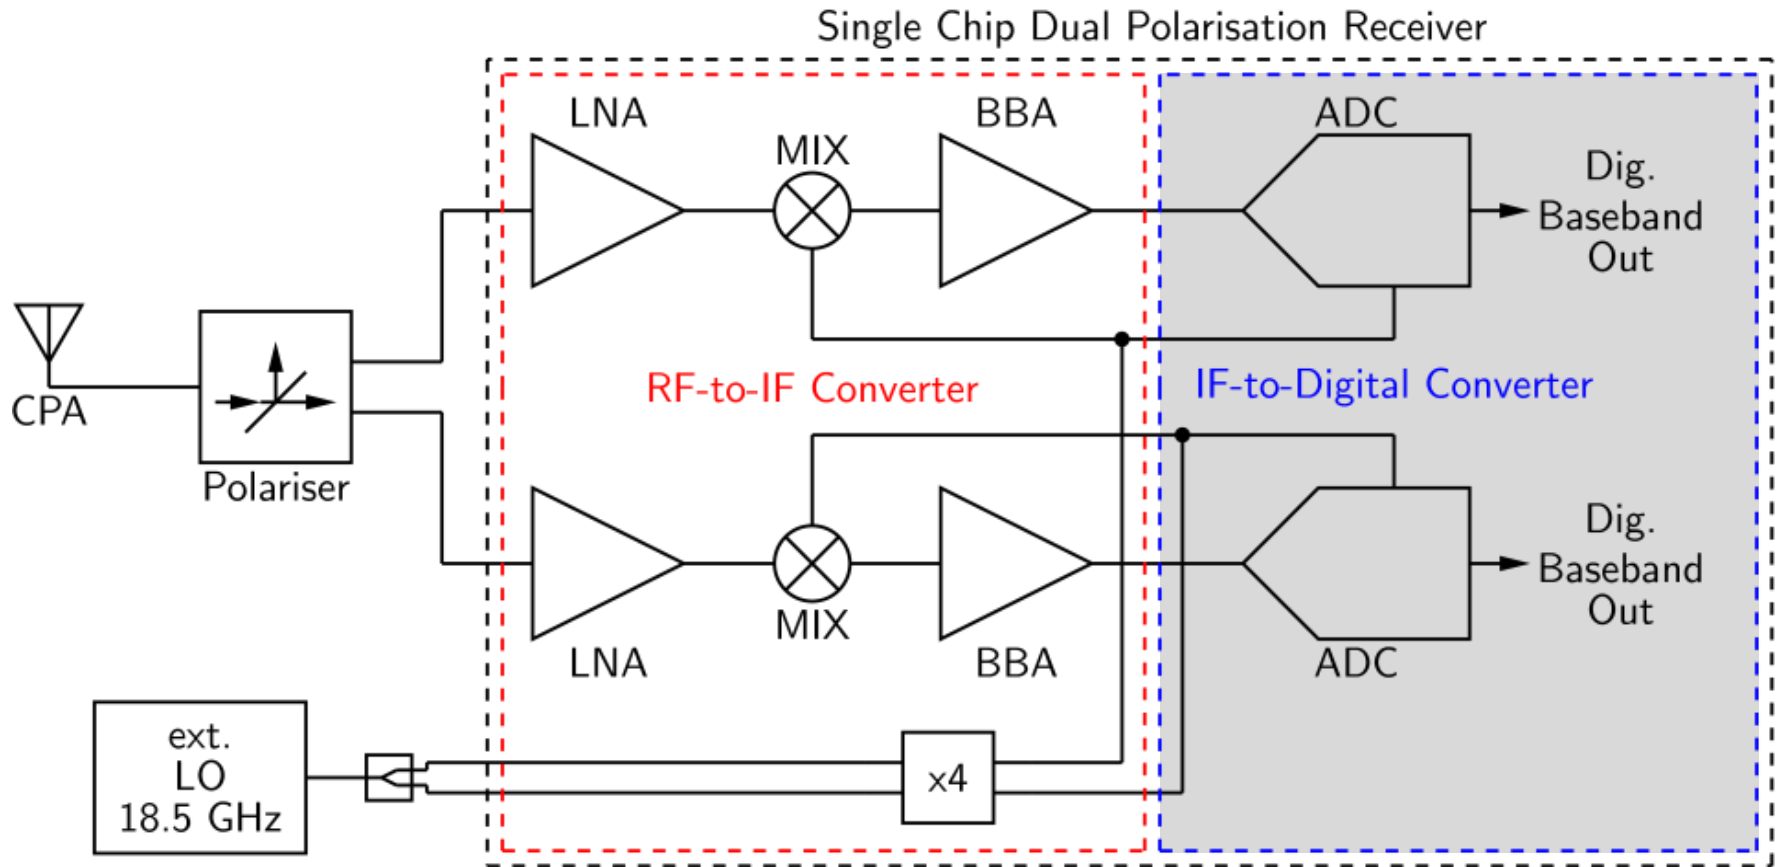 Single Chip Dual Polarisation Receiver
LNA
MIX
BBA
ADC
Dig.
Baseband
Out
CPA
Polariser
RF-to-IF Converter
IF-to-Digital Converter
LNA
MIX
BBA
ADC
Dig.
Baseband
Out
ext.
LO
18.5 GHz
x4